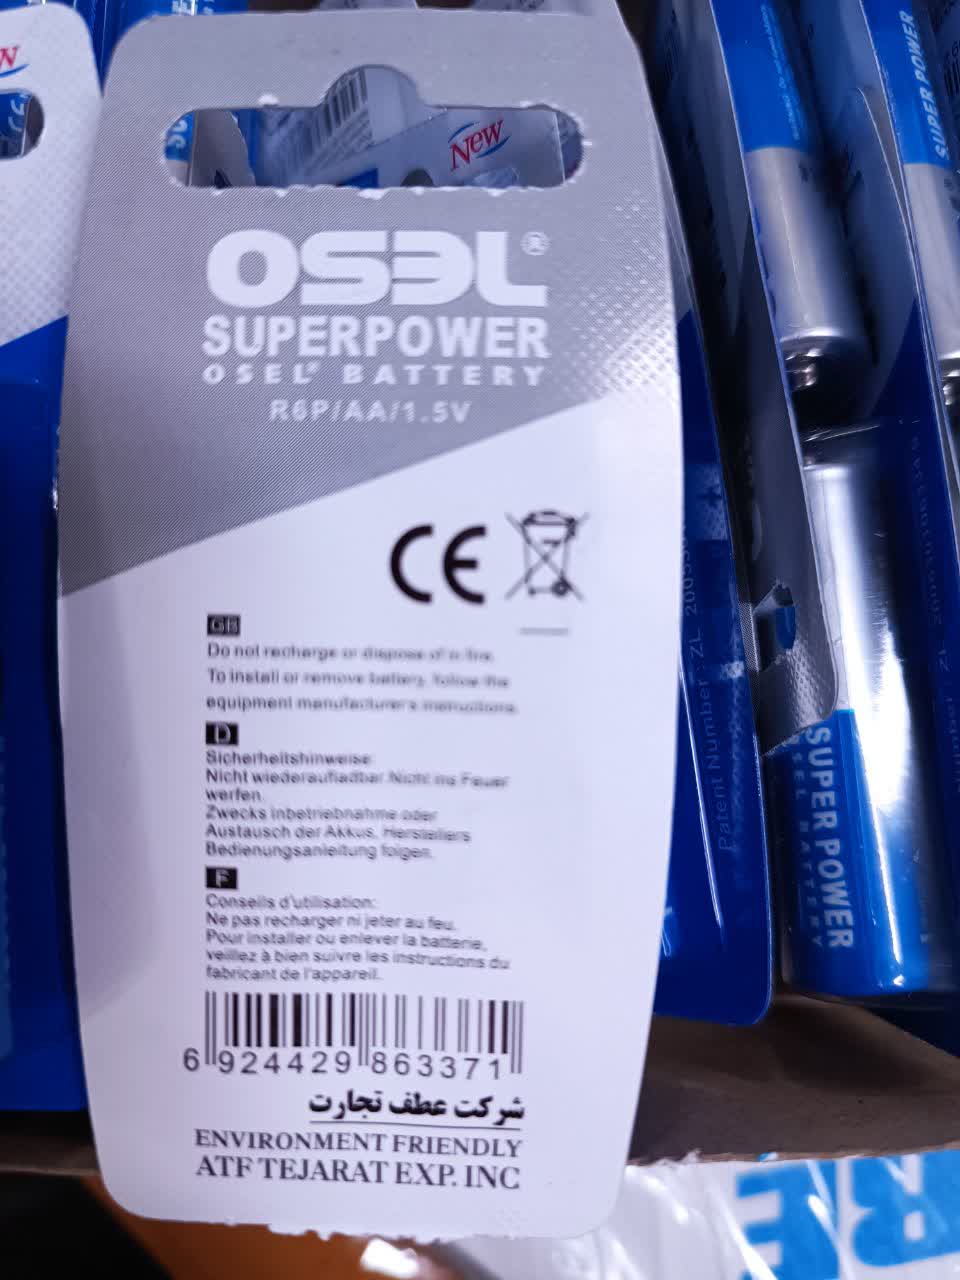 New
OSEL®
SUPERPOWER
OSEL® BATTERY
R6P/AA/1.5V
CE
GB
Do not recharge or dispose of in fire.
To install or remove battery, follow the
equipment manufacturer's instructions.
D
Sicherheitshinweise:
Nicht wiederaufladbar. Nicht ins Feuer
werfen.
Zwecks Inbetriebnahme oder
Austausch der Akkus, Herstellers
Bedienungsanleitung folgen.
F
Conseils d'utilisation:
Ne pas recharger ni jeter au feu.
Pour installer ou enlever la batterie,
veillez à bien suivre les instructions du
fabricant de l'appareil.
6 924429 863371
شرکت عطف تجارت
ENVIRONMENT FRIENDLY
ATF TEJARAT EXP. INC
Patent Number: ZL
SUPER POWER
OSEL BATTERY
SUPER POWER